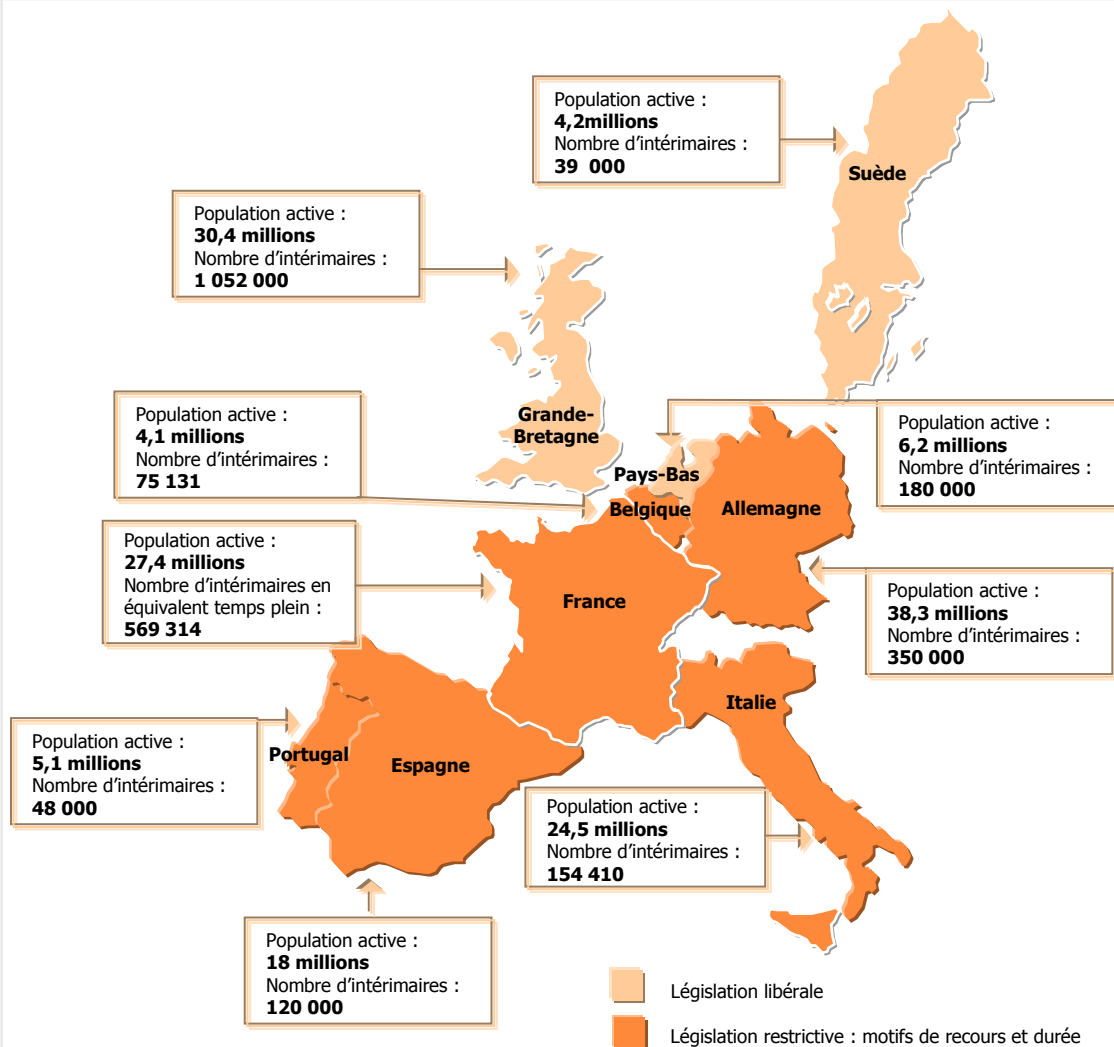 Population active :
4,2millions
Nombre d'intérimaires :
39 000
Suède
Population active :
30,4 millions
Nombre d'intérimaires :
1 052 000
Grande-
Bretagne
Population active :
4,1 millions
Nombre d'intérimaires :
75 131
Population active :
6,2 millions
Nombre d'intérimaires :
180 000
Pays-Bas
Belgique
Allemagne
Population active :
27,4 millions
Nombre d'intérimaires en
équivalent temps plein :
569 314
France
Population active :
38,3 millions
Nombre d'intérimaires :
350 000
Italie
Population active :
5,1 millions
Nombre d'intérimaires :
48 000
Portugal
Espagne
Population active :
24,5 millions
Nombre d'intérimaires :
154 410
Population active :
18 millions
Nombre d'intérimaires :
120 000
Législation libérale
Législation restrictive : motifs de recours et durée